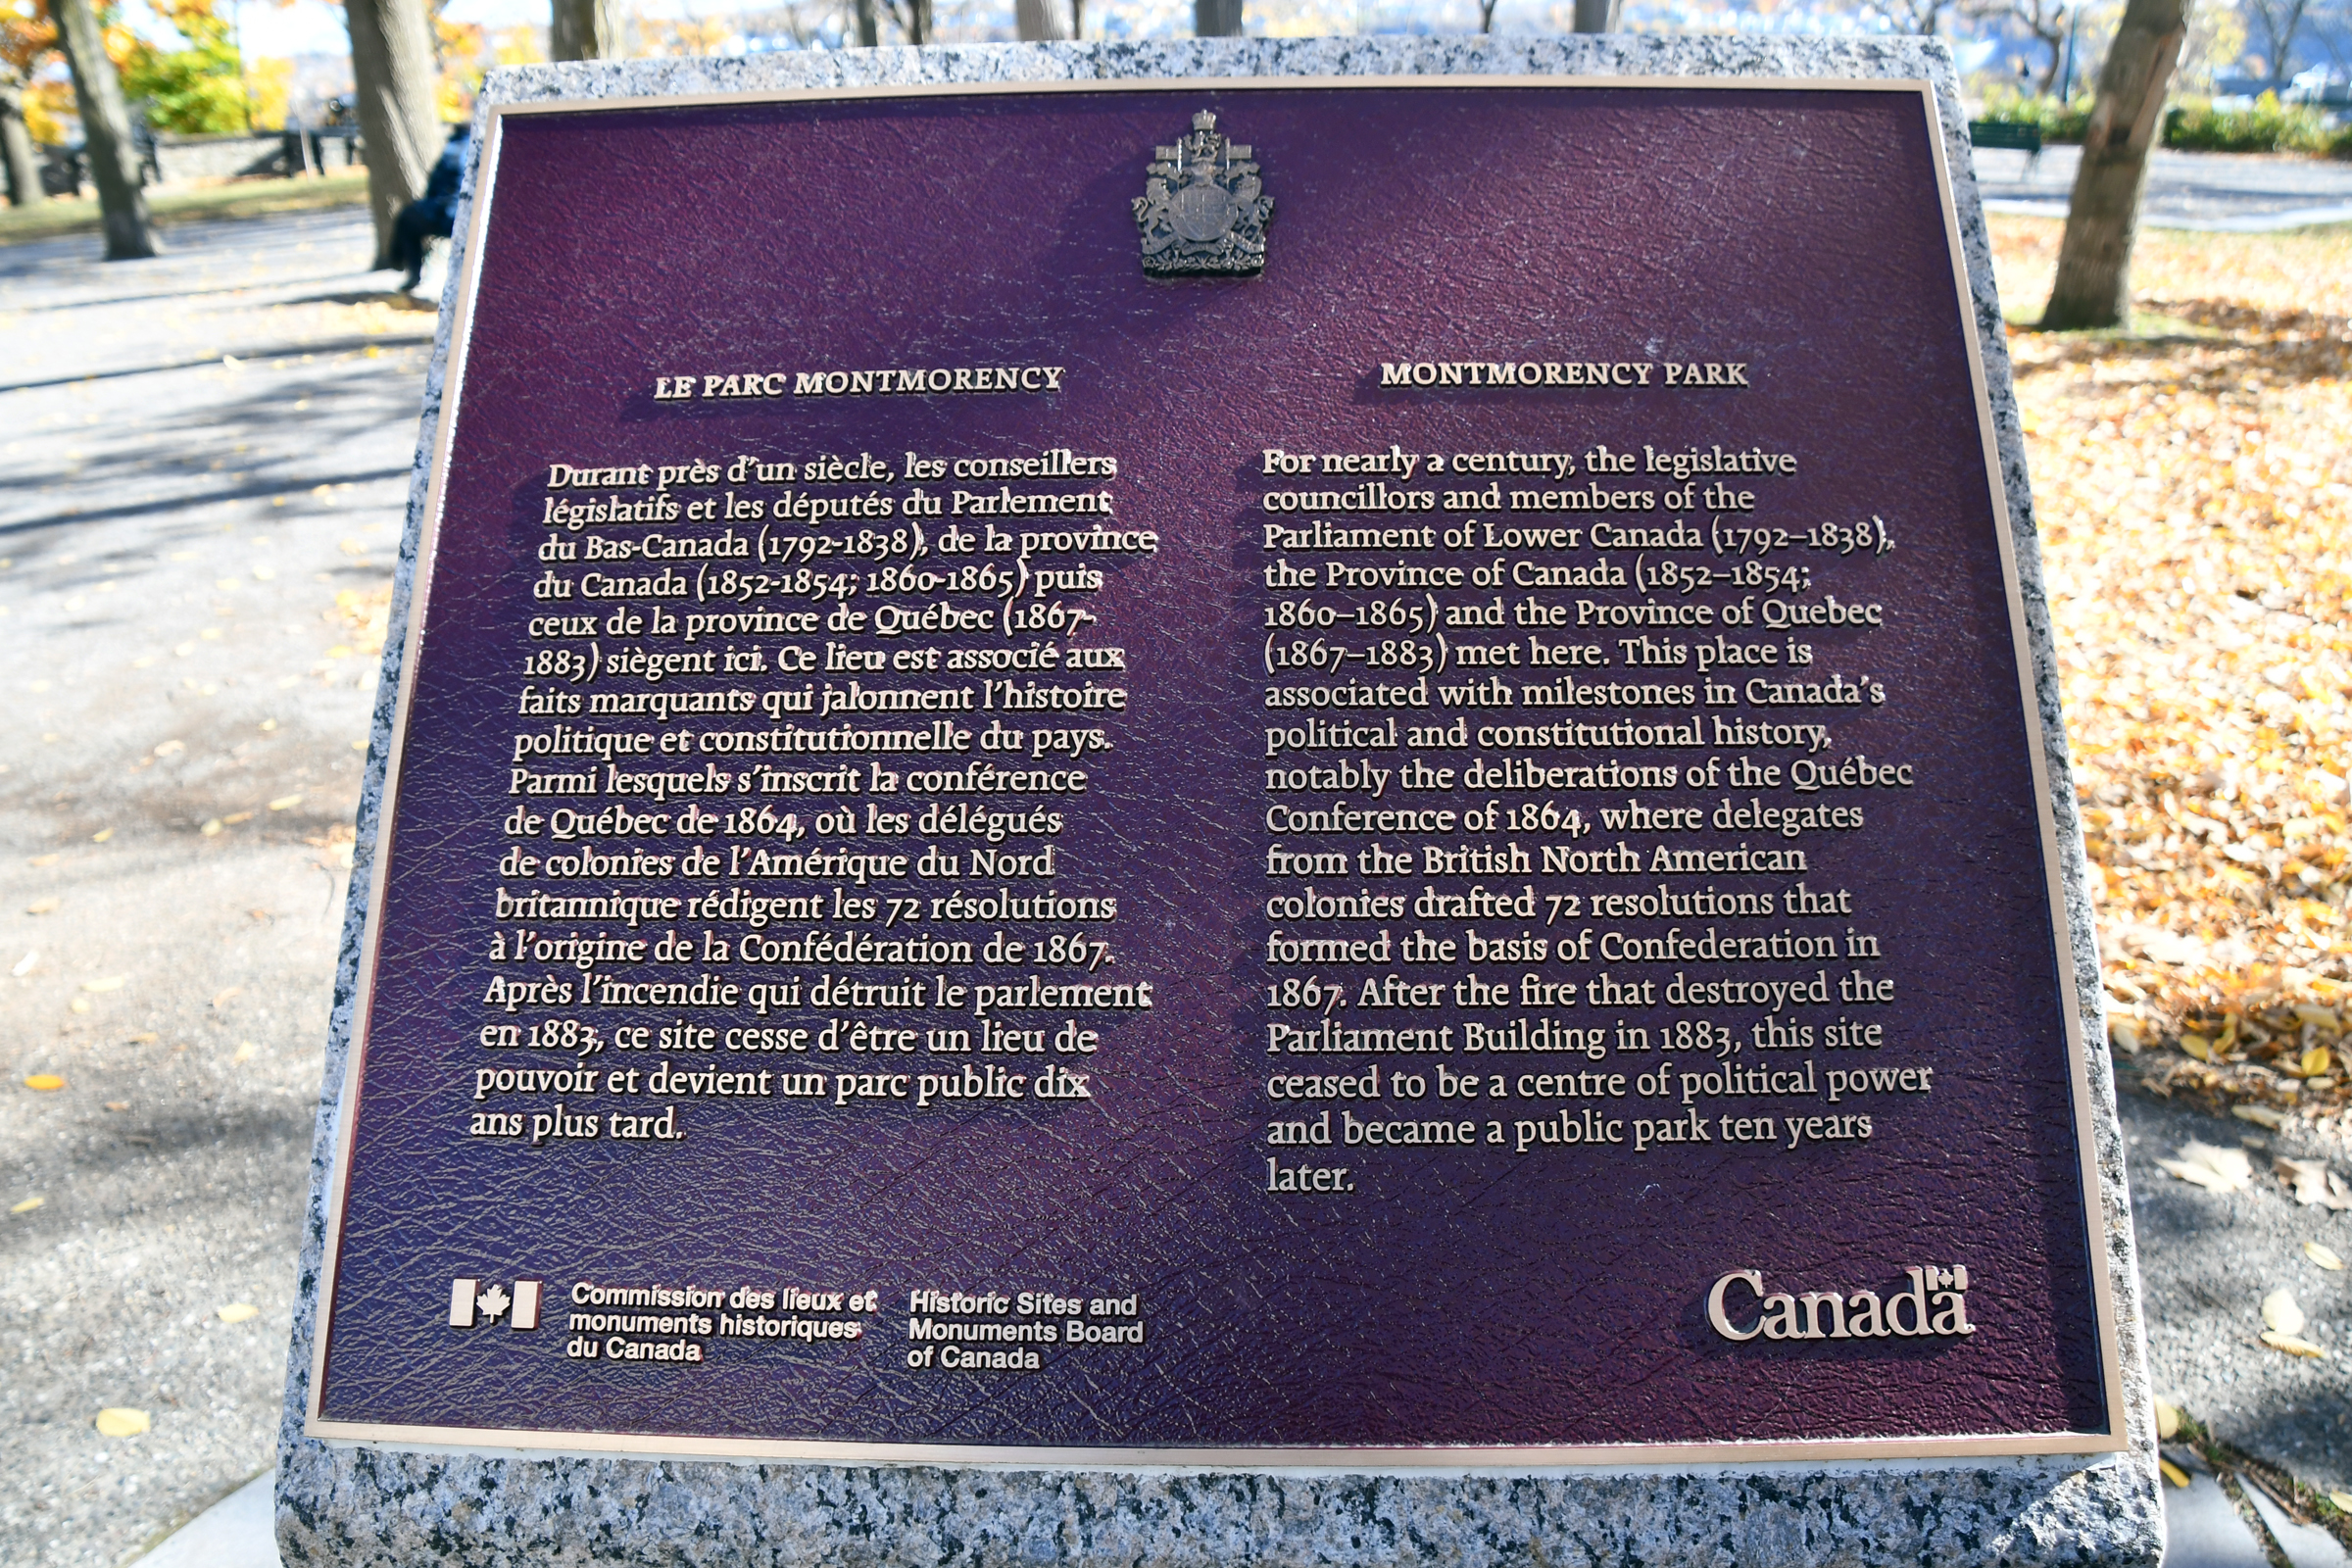 LE PARC MONTMORENCY
Durant près d'un siècle, les conseillers
législatifs et les députés du Parlement
du Bas-Canada (1792-1838), de la province
du Canada (1852-1854; 1860-1865) puis
ceux de la province de Québec (1867-
1883) siègent ici. Ce lieu est associé aux
faits marquants qui jalonnent l'histoire
politique et constitutionnelle du pays.
Parmi lesquels s'inscrit la conférence
de Québec de 1864, où les délégués
de colonies de l'Amérique du Nord
britannique rédigent les 72 résolutions
à l'origine de la Confédération de 1867.
Après l'incendie qui détruit le parlement
en 1883, ce site cesse d'être un lieu de
pouvoir et devient un parc public dix
ans plus tard.
MONTMORENCY PARK
For nearly a century, the legislative
councillors and members of the
Parliament of Lower Canada (1792–1838),
the Province of Canada (1852–1854;
1860–1865) and the Province of Quebec
(1867–1883) met here. This place is
associated with milestones in Canada's
political and constitutional history,
notably the deliberations of the Québec
Conference of 1864, where delegates
from the British North American
colonies drafted 72 resolutions that
formed the basis of Confederation in
1867. After the fire that destroyed the
Parliament Building in 1883, this site
ceased to be a centre of political power
and became a public park ten years
later.
Commission des lieux et
monuments historiques
du Canada
Historic Sites and
Monuments Board
of Canada
Canada